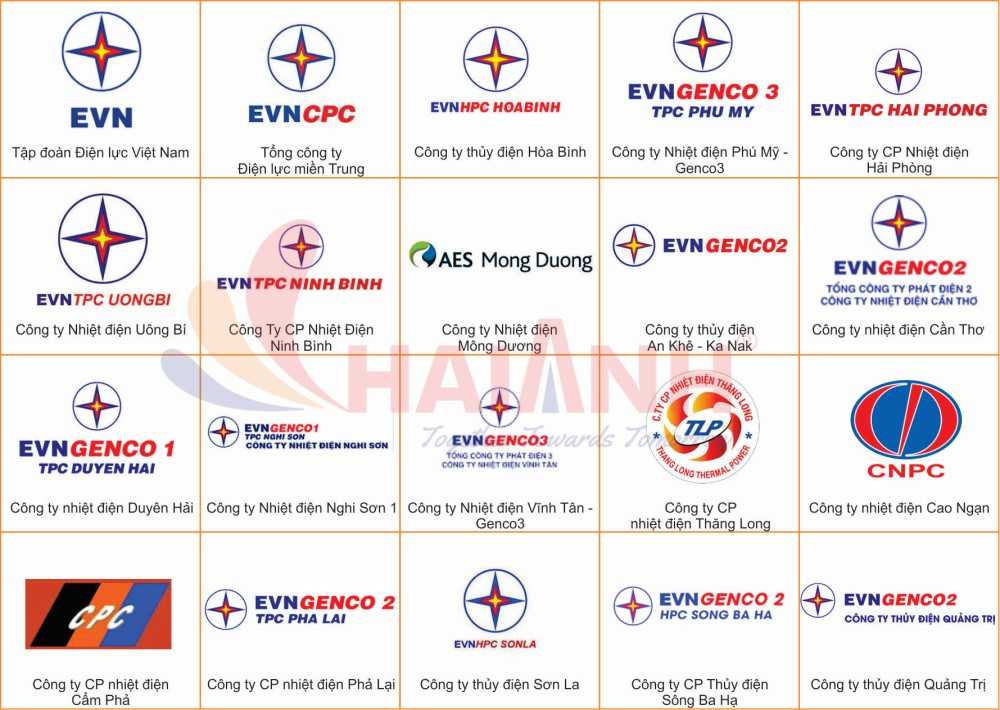 EVN
Tập đoàn Điện lực Việt Nam
EVNCPC
Tổng công ty
Điện lực miền Trung
EVNHPC HOABINH
Công ty thủy điện Hòa Bình
EVNGENCO 3
TPC PHU MY
Công ty Nhiệt điện Phú Mỹ -
Genco3
EVNTPC HAI PHONG
Công ty CP Nhiệt điện
Hải Phòng
EVNTPC UONGBI
Công ty Nhiệt điện Uông Bí
EVNTPC NINH BINH
Công Ty CP Nhiệt Điện
Ninh Bình
AES Mong Duong
Công ty Nhiệt điện
Mông Dương
EVNGENCO2
Công ty thủy điện
An Khê - Ka Nak
EVNGENCO2
TỔNG CÔNG TY PHÁT ĐIỆN 2
CÔNG TY NHIỆT ĐIỆN CẦN THƠ
Công ty nhiệt điện Cần Thơ
HAIANH
Together Towards Tomorrow
EVNGENCO 1
TPC DUYEN HAI
Công ty nhiệt điện Duyên Hải
EVNGENCO1
TPC NGHI SON
CÔNG TY NHIỆT ĐIỆN NGHI SƠN
Công ty Nhiệt điện Nghi Sơn 1
EVNGENCO3
TỔNG CÔNG TY PHÁT ĐIỆN 3
CÔNG TY NHIỆT ĐIỆN VĨNH TÂN
Công ty Nhiệt điện Vĩnh Tân -
Genco3
C.TY CP NHIỆT ĐIỆN THĂNG LONG
TLP
THANG LONG THERMAL POWER
Công ty CP
nhiệt điện Thăng Long
CNPC
Công ty nhiệt điện Cao Ngạn
CPC
Công ty CP nhiệt điện
Cẩm Phả
EVNGENCO 2
TPC PHA LAI
Công ty CP nhiệt điện Phả Lại
EVNHPC SONLA
Công ty thủy điện Sơn La
EVNGENCO 2
HPC SONG BA HA
Công ty CP Thủy điện
Sông Ba Hạ
EVNGENCO2
CÔNG TY THỦY ĐIỆN QUẢNG TRỊ
Công ty thủy điện Quảng Trị